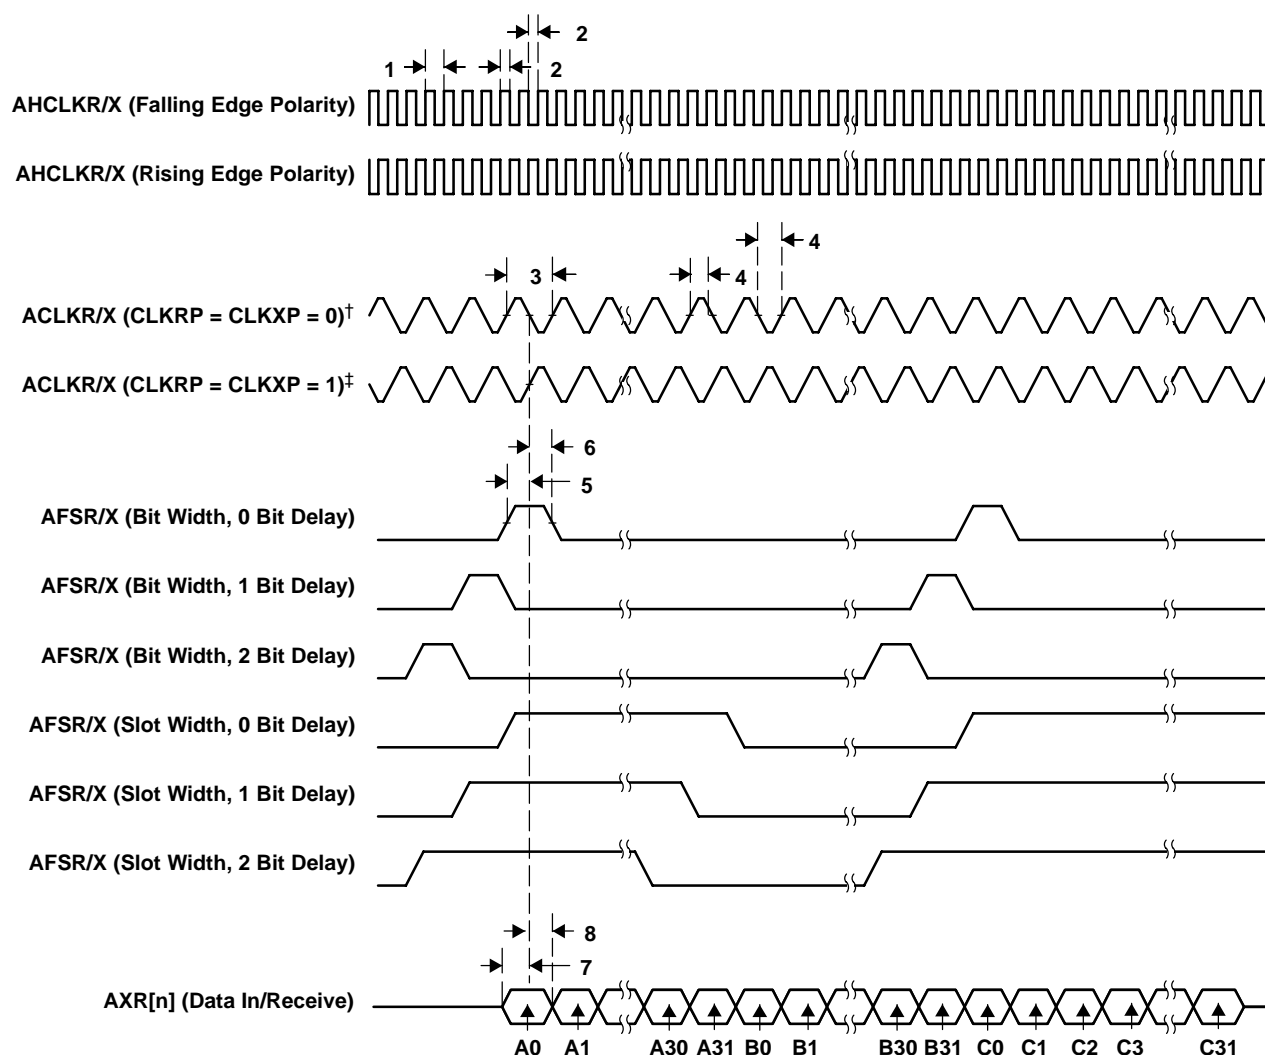 2
1
2
AHCLKR/X (Falling Edge Polarity)
AHCLKR/X (Rising Edge Polarity)
4
3
4
ACLKR/X (CLKRP = CLKXP = 0)†
ACLKR/X (CLKRP = CLKXP = 1)‡
6
5
AFSR/X (Bit Width, 0 Bit Delay)
AFSR/X (Bit Width, 1 Bit Delay)
AFSR/X (Bit Width, 2 Bit Delay)
AFSR/X (Slot Width, 0 Bit Delay)
AFSR/X (Slot Width, 1 Bit Delay)
AFSR/X (Slot Width, 2 Bit Delay)
8
7
AXR[n] (Data In/Receive)
A0 A1 A30 A31 B0 B1 B30 B31 C0 C1 C2 C3 C31